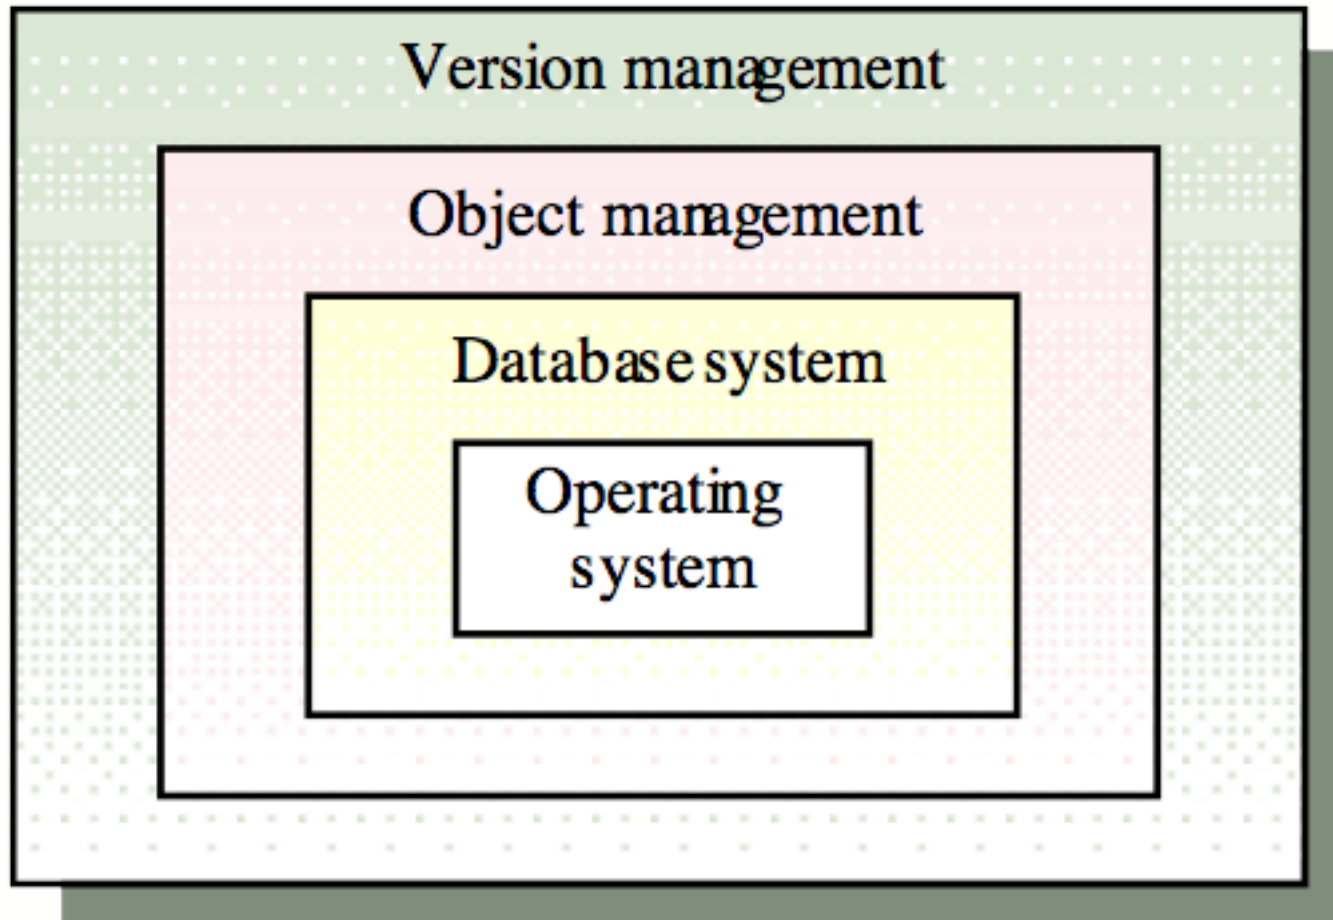 Version management
Object management
Database system
Operating
system